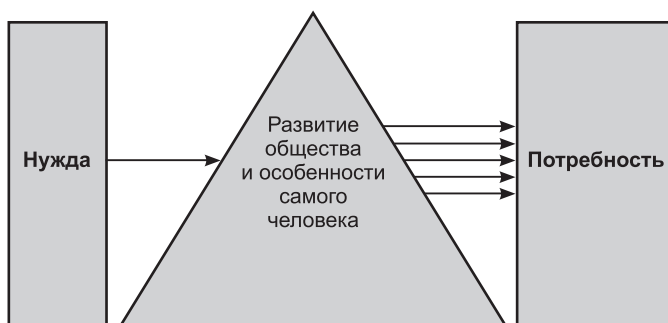 Нужда
Развитие
общества
и особенности
самого
человека
Потребность